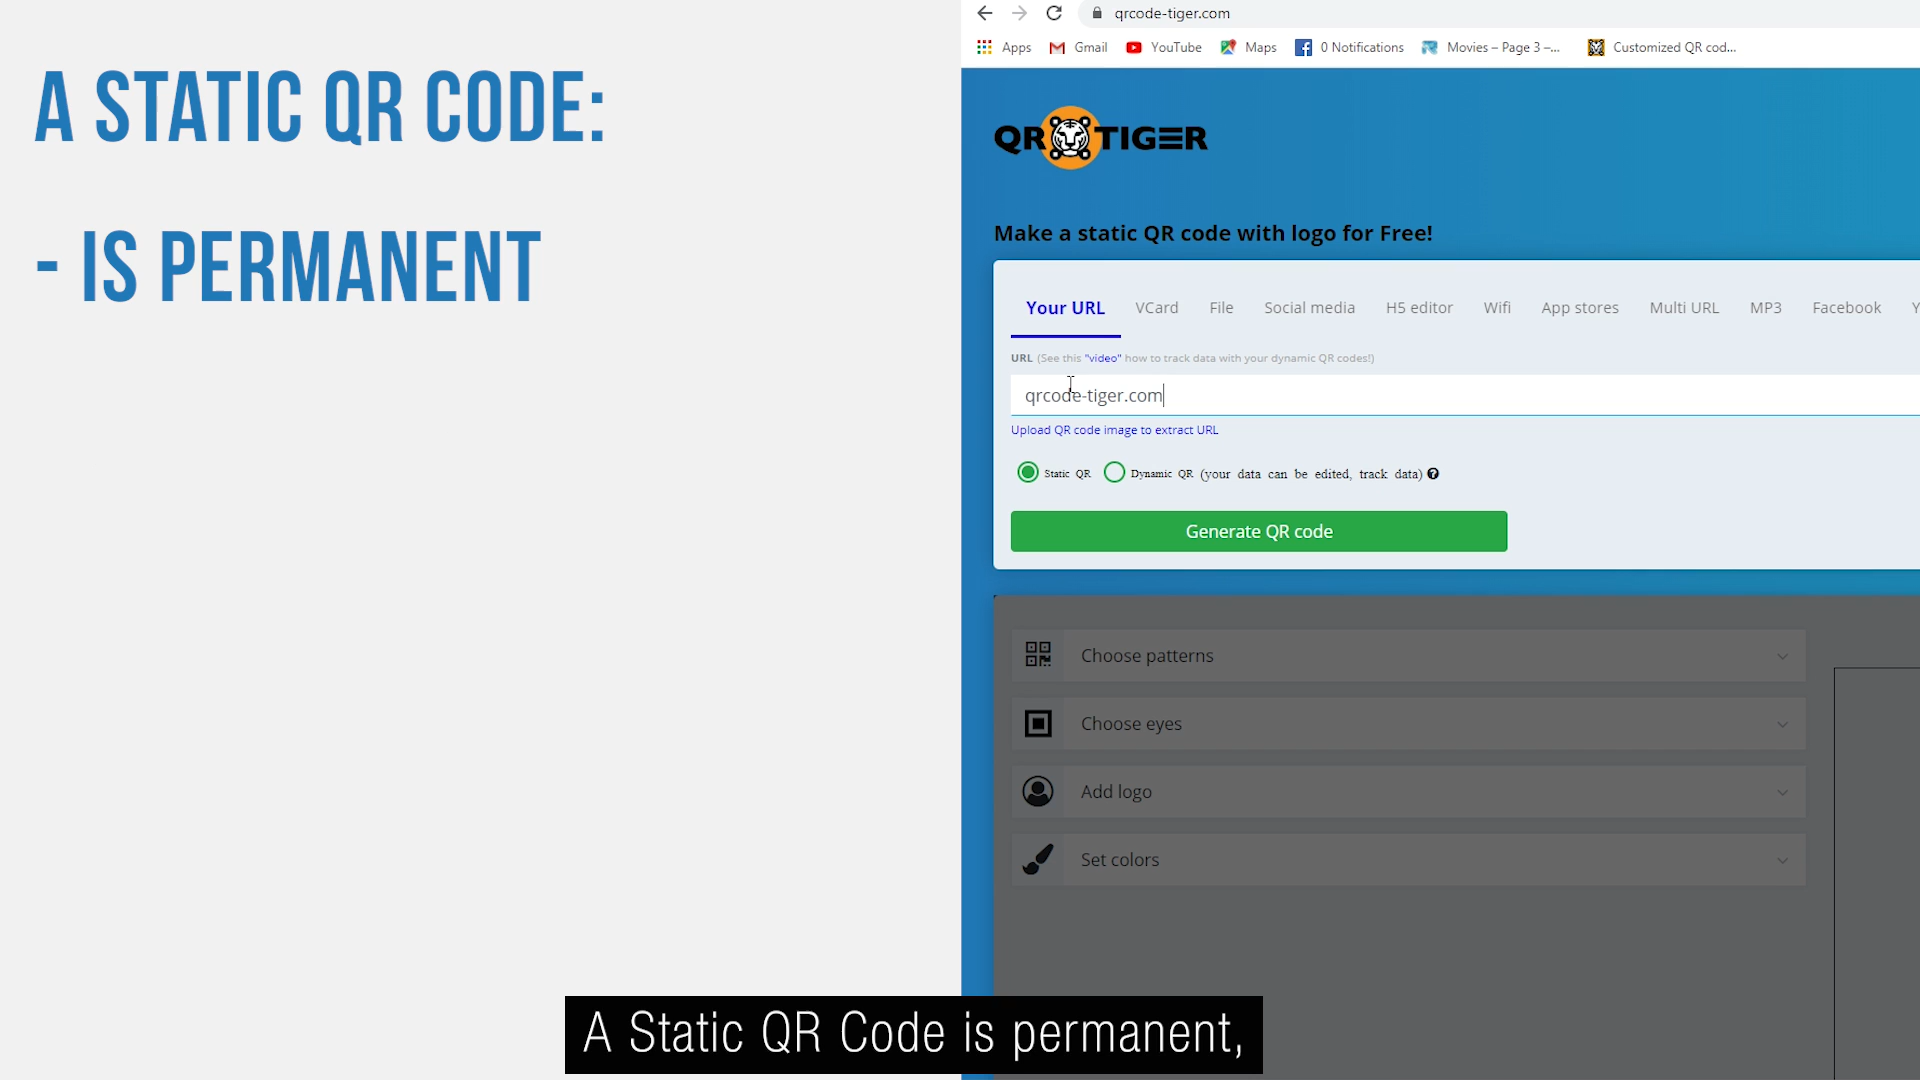 A STATIC QR CODE:
- IS PERMANENT
qrcode-tiger.com
Apps Gmail YouTube Maps 0 Notifications Movies – Page 3 –... Customized QR cod...
QR TIGER
Make a static QR code with logo for Free!
Your URL VCard File Social media H5 editor Wifi App stores Multi URL MP3 Facebook Y
URL (See this "video" how to track data with your dynamic QR codes!)
qrcode-tiger.com
Upload QR code image to extract URL
Static QR Dynamic QR (your data can be edited, track data) ?
Generate QR code
Choose patterns
Choose eyes
Add logo
Set colors
A Static QR Code is permanent,